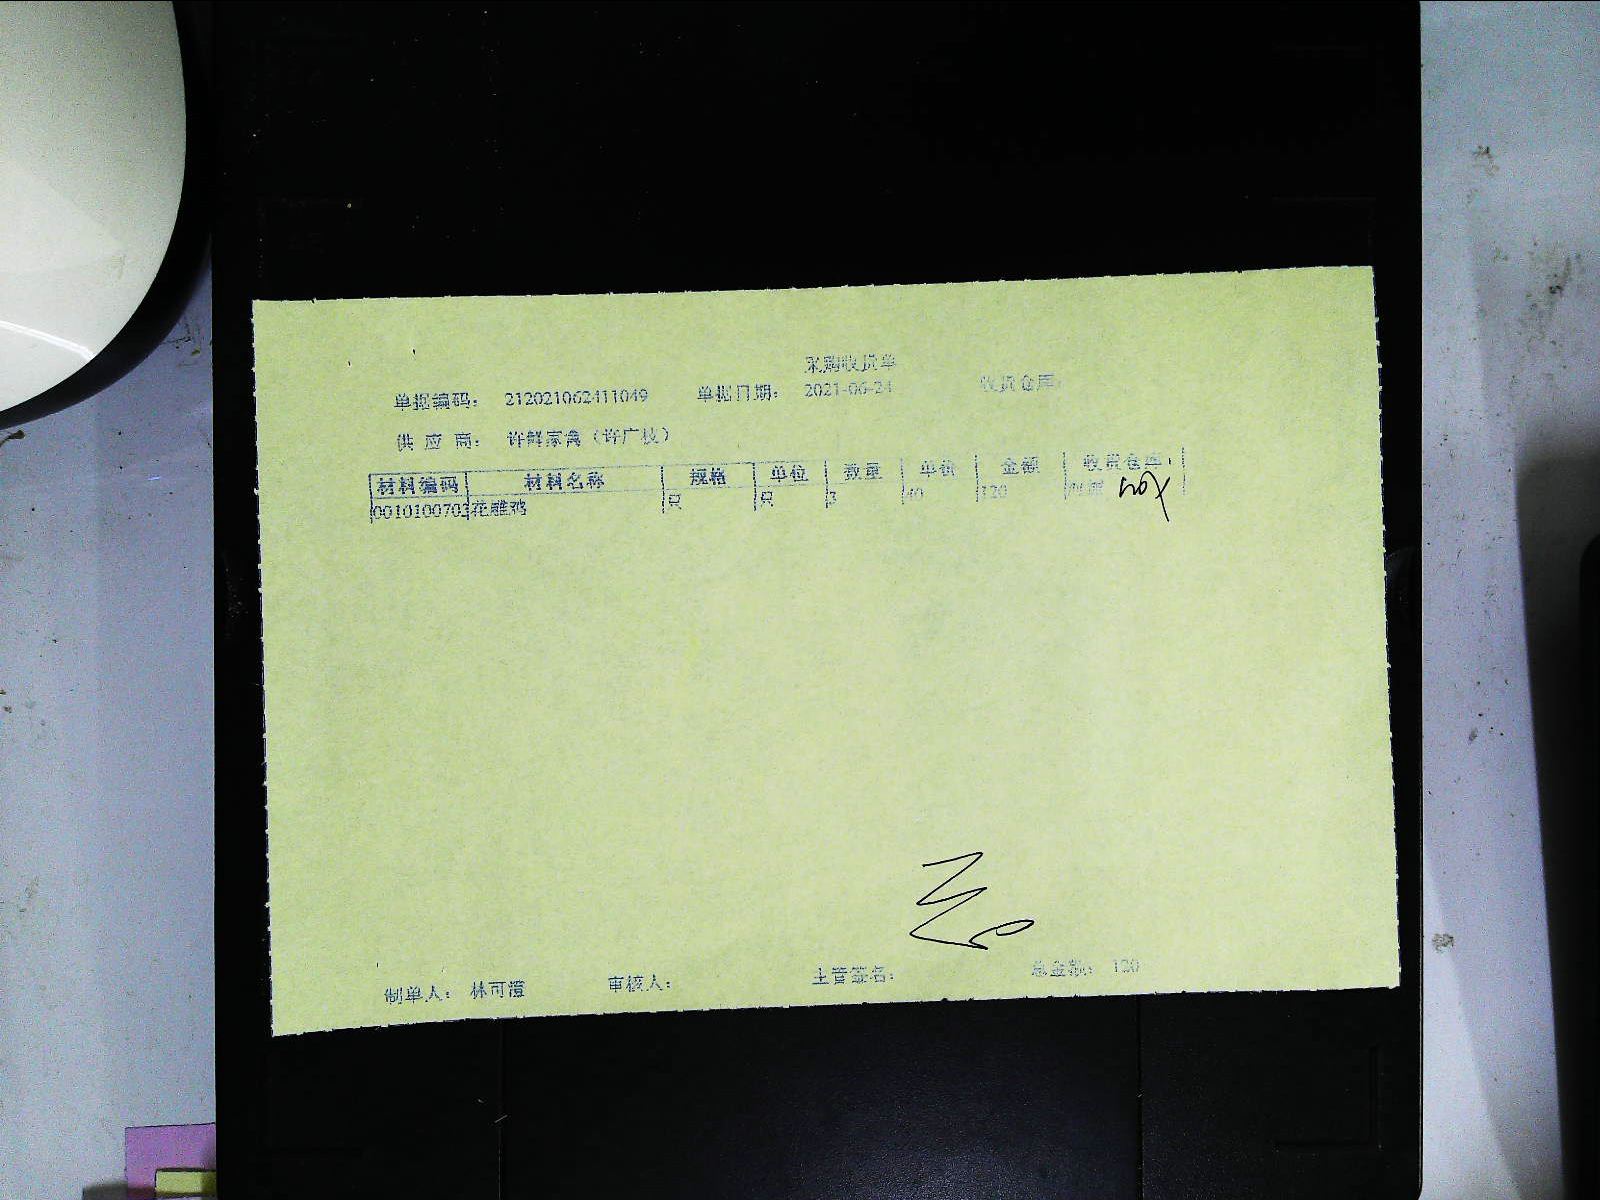 采购收货单
单据编码： 212021062411049 单据日期： 2021-06-24 收货仓库：
供 应 商： 许鲜家禽（许广枝）
材料编码 材料名称 规格 单位 数量 单价 金额 收货仓库
0010100703 花雕鸡 只 只 3 40 120
制单人： 林可澄 审核人： 主管签名： 总金额： 120